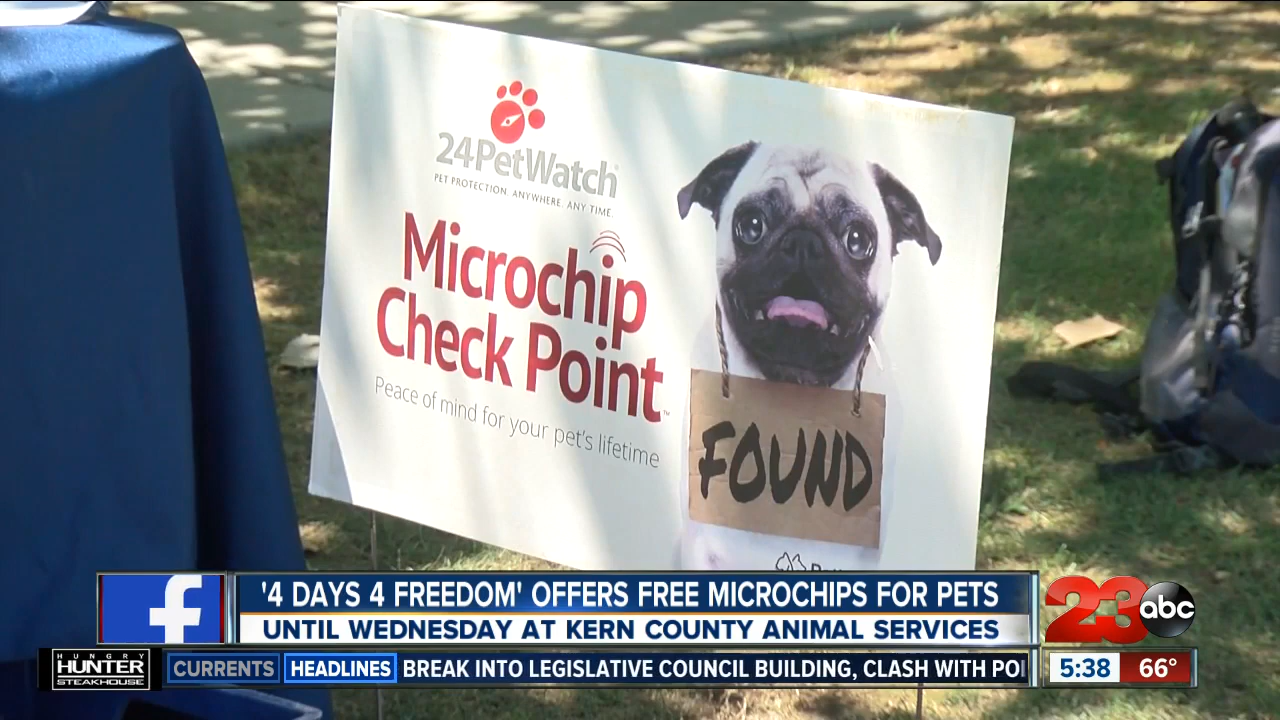 24PetWatch®
PET PROTECTION. ANYWHERE. ANY TIME.
Microchip
Check Point™
Peace of mind for your pet's lifetime
FOUND
'4 DAYS 4 FREEDOM' OFFERS FREE MICROCHIPS FOR PETS
UNTIL WEDNESDAY AT KERN COUNTY ANIMAL SERVICES
f
23 abc
HUNGRY
HUNTER
STEAKHOUSE
CURRENTS HEADLINES BREAK INTO LEGISLATIVE COUNCIL BUILDING, CLASH WITH POI
5:38 66°